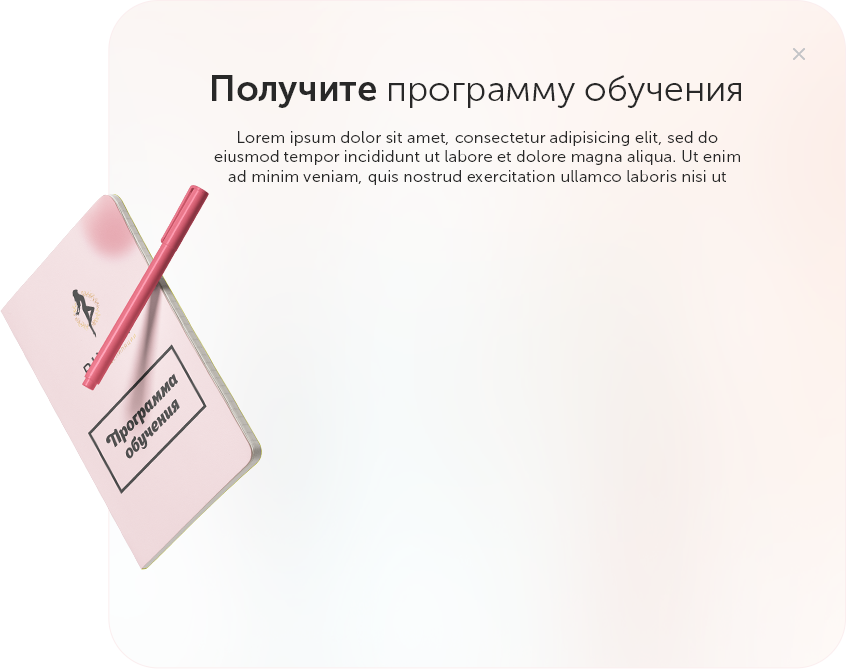 Получите программу обучения
Lorem ipsum dolor sit amet, consectetur adipisicing elit, sed do
eiusmod tempor incididunt ut labore et dolore magna aliqua. Ut enim
ad minim veniam, quis nostrud exercitation ullamco laboris nisi ut
Программа
обучения